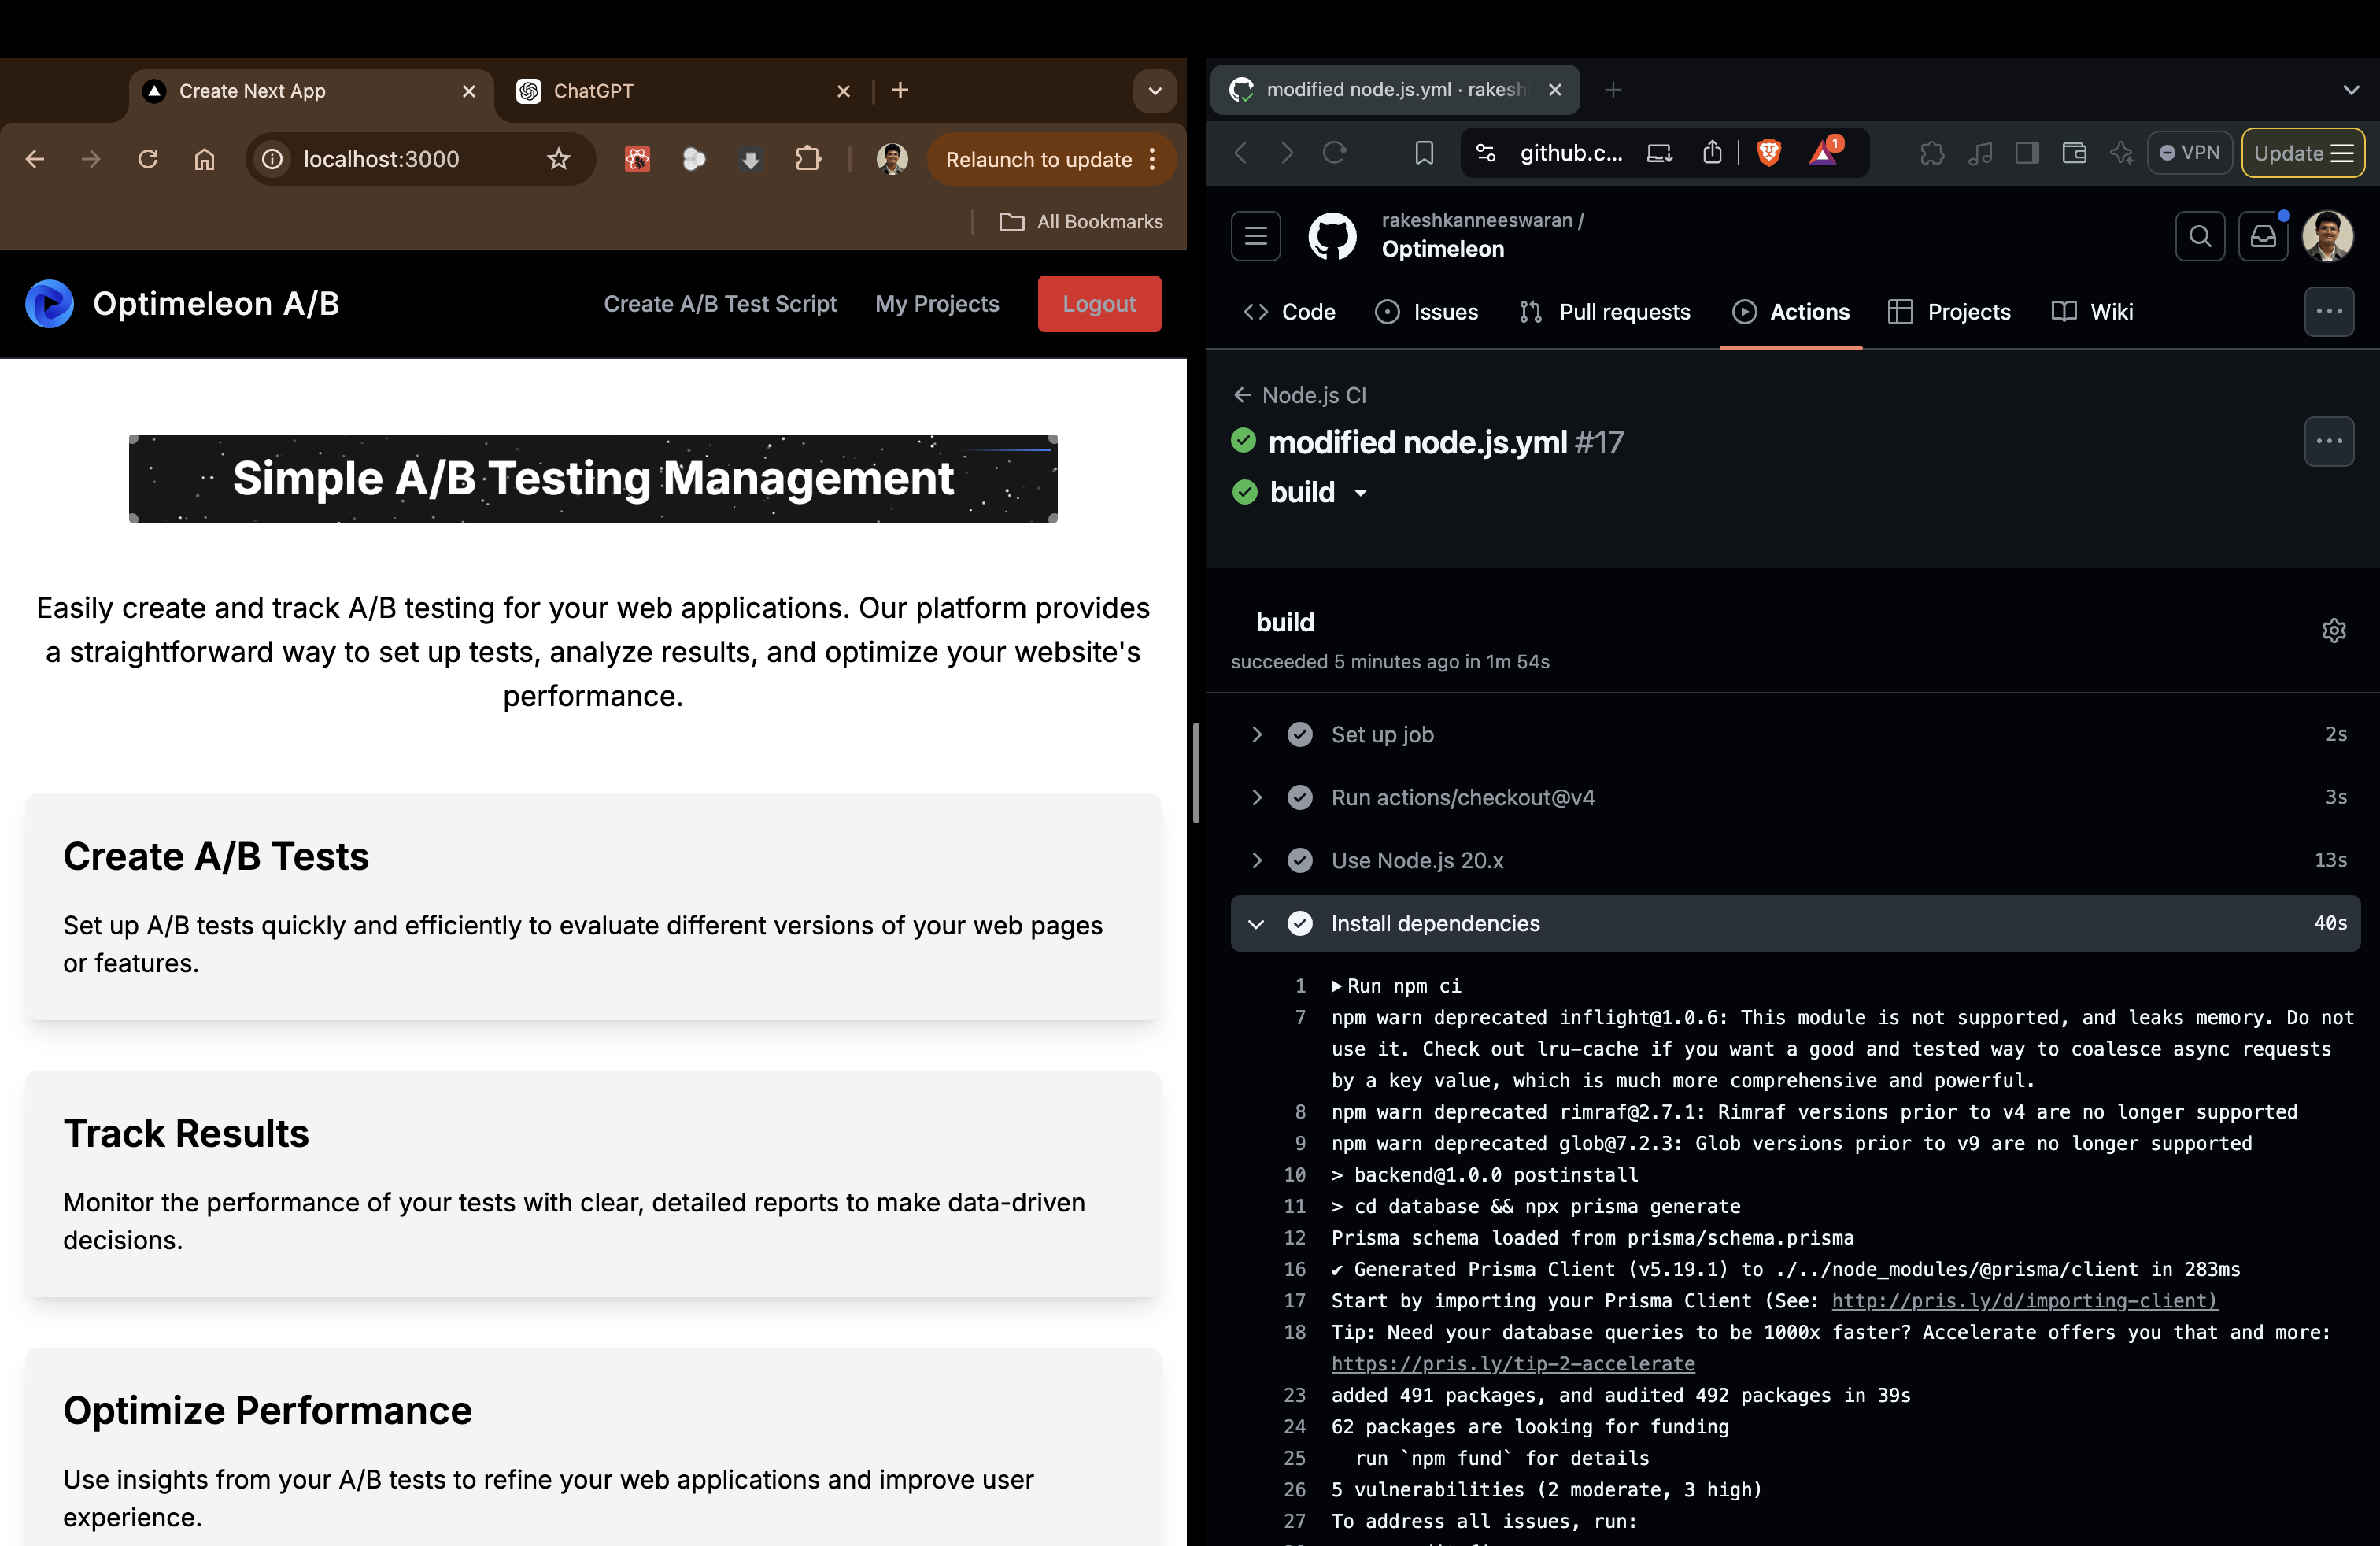 Create Next App
ChatGPT
localhost:3000
Relaunch to update
All Bookmarks
Optimeleon A/B
Create A/B Test Script
My Projects
Logout
Simple A/B Testing Management
Easily create and track A/B testing for your web applications. Our platform provides
a straightforward way to set up tests, analyze results, and optimize your website's
performance.
Create A/B Tests
Set up A/B tests quickly and efficiently to evaluate different versions of your web pages
or features.
Track Results
Monitor the performance of your tests with clear, detailed reports to make data-driven
decisions.
Optimize Performance
Use insights from your A/B tests to refine your web applications and improve user
experience.
modified node.js.yml · rakesh
github.c...
1
VPN
Update
rakeshkanneeswaran /
Optimeleon
Code
Issues
Pull requests
Actions
Projects
Wiki
Node.js CI
modified node.js.yml #17
build
build
succeeded 5 minutes ago in 1m 54s
Set up job 2s
Run actions/checkout@v4 3s
Use Node.js 20.x 13s
Install dependencies 40s
1 Run npm ci
7 npm warn deprecated inflight@1.0.6: This module is not supported, and leaks memory. Do not
use it. Check out lru-cache if you want a good and tested way to coalesce async requests
by a key value, which is much more comprehensive and powerful.
8 npm warn deprecated rimraf@2.7.1: Rimraf versions prior to v4 are no longer supported
9 npm warn deprecated glob@7.2.3: Glob versions prior to v9 are no longer supported
10 > backend@1.0.0 postinstall
11 > cd database && npx prisma generate
12 Prisma schema loaded from prisma/schema.prisma
16 ✔ Generated Prisma Client (v5.19.1) to ./../node_modules/@prisma/client in 283ms
17 Start by importing your Prisma Client (See: http://pris.ly/d/importing-client)
18 Tip: Need your database queries to be 1000x faster? Accelerate offers you that and more:
https://pris.ly/tip-2-accelerate
23 added 491 packages, and audited 492 packages in 39s
24 62 packages are looking for funding
25 run `npm fund` for details
26 5 vulnerabilities (2 moderate, 3 high)
27 To address all issues, run: